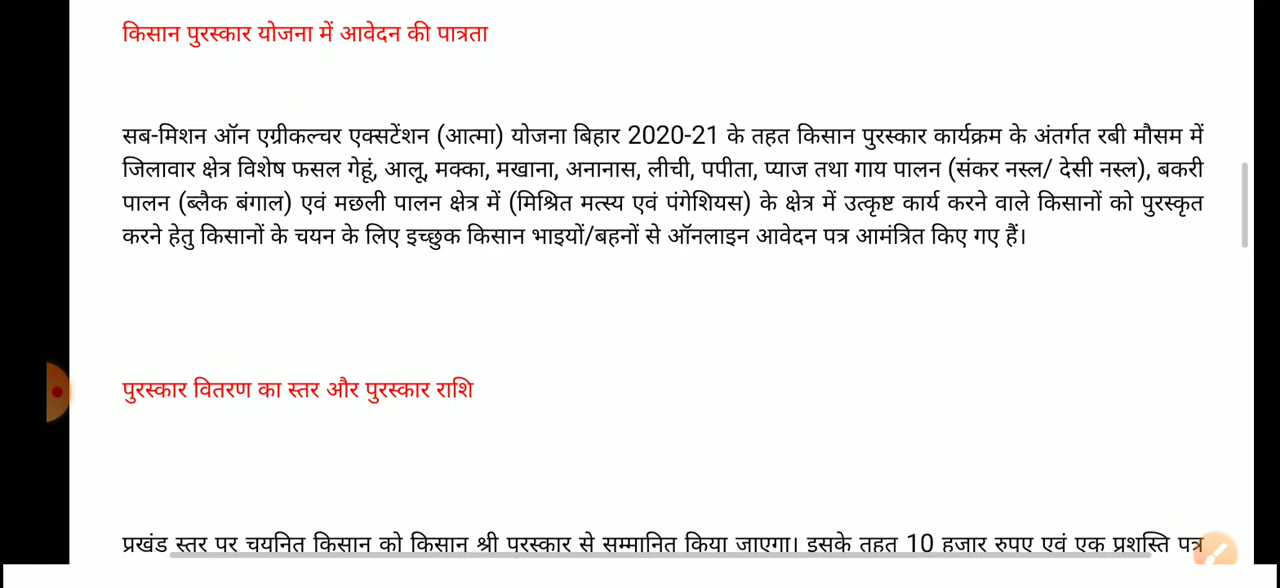 किसान पुरस्कार योजना में आवेदन की पात्रता
सब-मिशन ऑन एग्रीकल्चर एक्सटेंशन (आत्मा) योजना बिहार 2020-21 के तहत किसान पुरस्कार कार्यक्रम के अंतर्गत रबी मौसम में
जिलावार क्षेत्र विशेष फसल गेहूं, आलू, मक्का, मखाना, अनानास, लीची, पपीता, प्याज तथा गाय पालन (संकर नस्ल/ देसी नस्ल), बकरी
पालन (ब्लैक बंगाल) एवं मछली पालन क्षेत्र में (मिश्रित मत्स्य एवं पंगेशियस) के क्षेत्र में उत्कृष्ट कार्य करने वाले किसानों को पुरस्कृत
करने हेतु किसानों के चयन के लिए इच्छुक किसान भाइयों/बहनों से ऑनलाइन आवेदन पत्र आमंत्रित किए गए हैं।
पुरस्कार वितरण का स्तर और पुरस्कार राशि
प्रखंड स्तर पर चयनित किसान को किसान श्री पुरस्कार से सम्मानित किया जाएगा। इसके तहत 10 हजार रुपए एवं एक प्रशस्ति पत्र